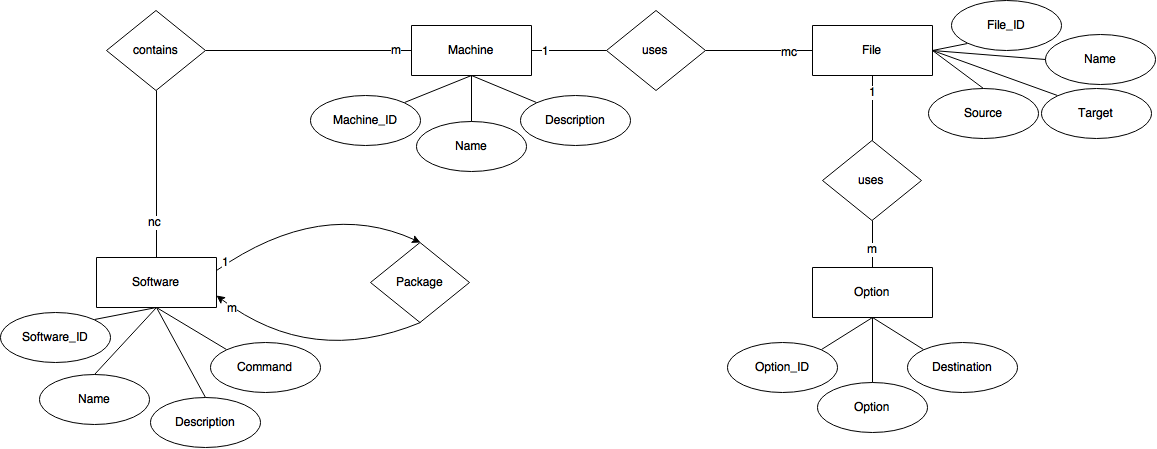 contains
m
Machine
1
uses
mc
File
File_ID
Name
Source
Target
1
Machine_ID
Name
Description
uses
nc
m
Software
1
Package
m
Option
Software_ID
Name
Description
Command
Option_ID
Option
Destination